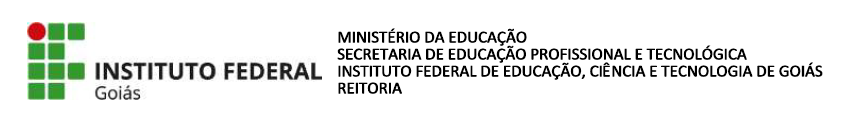 INSTITUTO FEDERAL
Goiás
MINISTÉRIO DA EDUCAÇÃO
SECRETARIA DE EDUCAÇÃO PROFISSIONAL E TECNOLÓGICA
INSTITUTO FEDERAL DE EDUCAÇÃO, CIÊNCIA E TECNOLOGIA DE GOIÁS
REITORIA